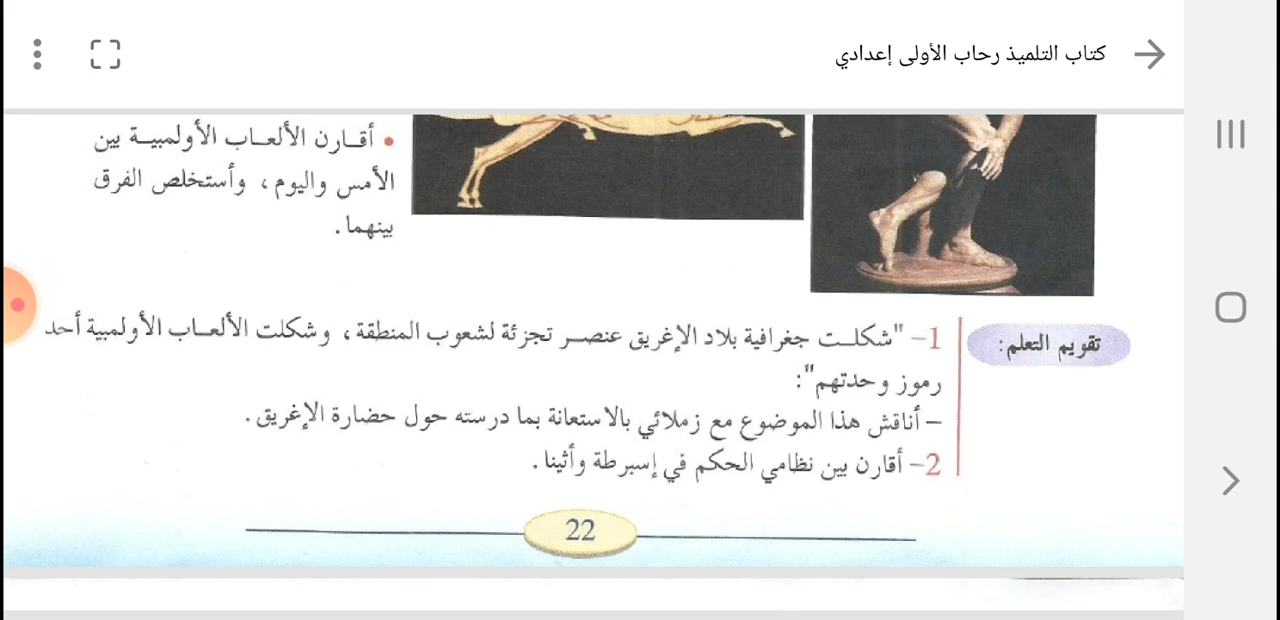 كتاب التلميذ رحاب الأولى إعدادي
• أقارن الألعاب الأولمبية بين
الأمس واليوم، وأستخلص الفرق
بينهما.
تقويم التعلم:
1- "شكلت جغرافية بلاد الإغريق عنصر تجزئة لشعوب المنطقة، وشكلت الألعاب الأولمبية أحد
رموز وحدتهم":
- أناقش هذا الموضوع مع زملائي بالاستعانة بما درسته حول حضارة الإغريق.
2- أقارن بين نظامي الحكم في إسبرطة وأثينا.
22